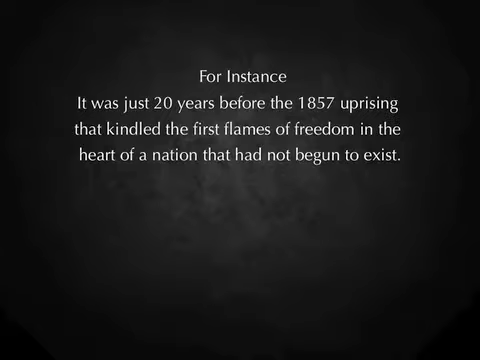 For Instance
It was just 20 years before the 1857 uprising
that kindled the first flames of freedom in the
heart of a nation that had not begun to exist.